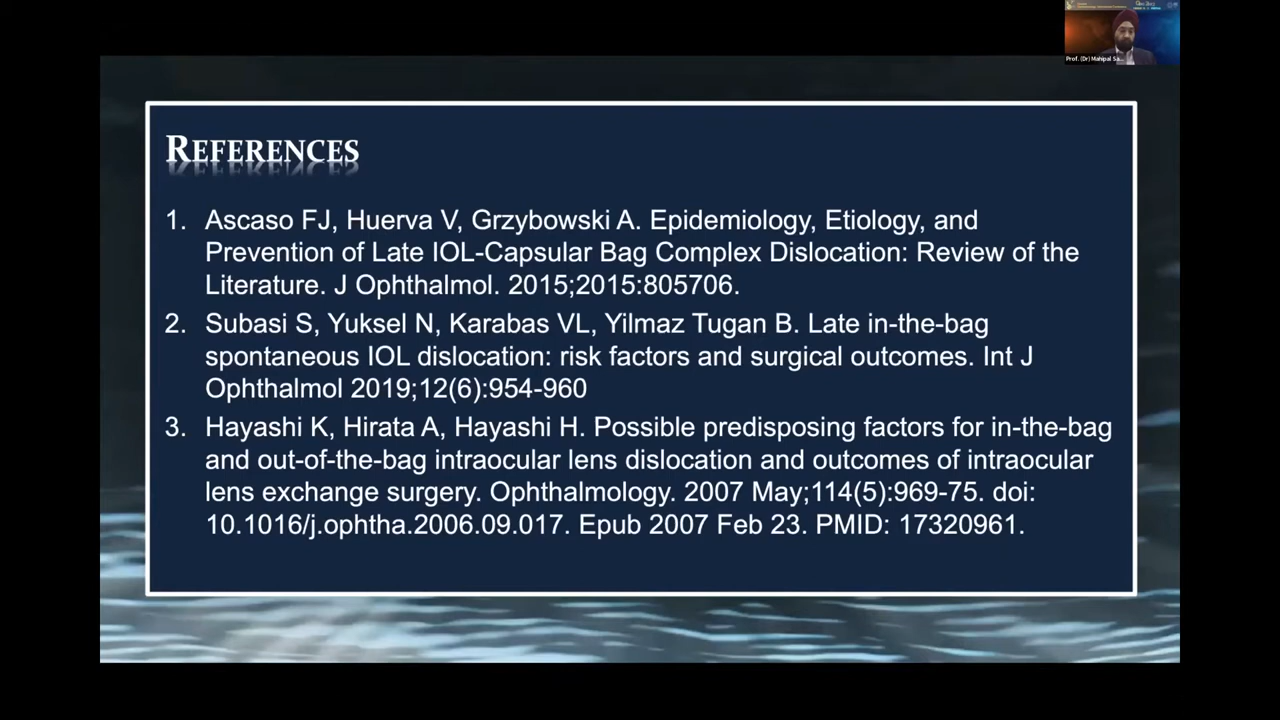 Prof. (Dr) Mahipal Sa...
REFERENCES
1. Ascaso FJ, Huerva V, Grzybowski A. Epidemiology, Etiology, and
Prevention of Late IOL-Capsular Bag Complex Dislocation: Review of the
Literature. J Ophthalmol. 2015;2015:805706.
2. Subasi S, Yuksel N, Karabas VL, Yilmaz Tugan B. Late in-the-bag
spontaneous IOL dislocation: risk factors and surgical outcomes. Int J
Ophthalmol 2019;12(6):954-960
3. Hayashi K, Hirata A, Hayashi H. Possible predisposing factors for in-the-bag
and out-of-the-bag intraocular lens dislocation and outcomes of intraocular
lens exchange surgery. Ophthalmology. 2007 May;114(5):969-75. doi:
10.1016/j.ophtha.2006.09.017. Epub 2007 Feb 23. PMID: 17320961.